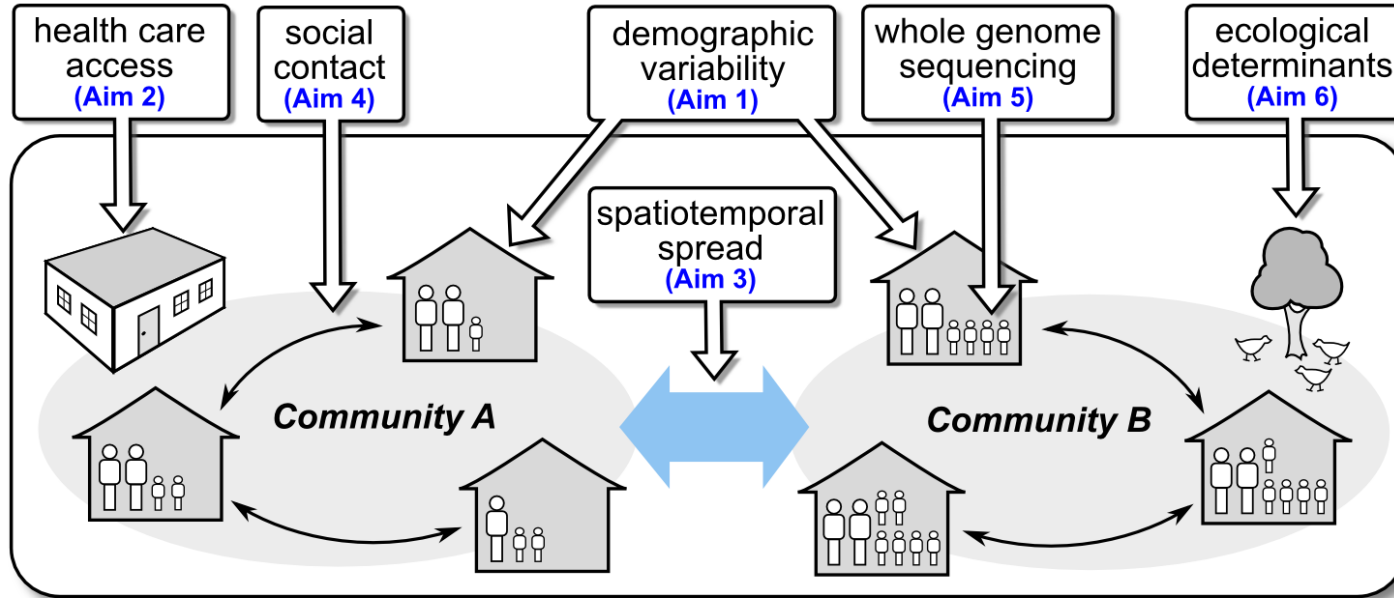 health care
access
(Aim 2)
social
contact
(Aim 4)
demographic
variability
(Aim 1)
whole genome
sequencing
(Aim 5)
ecological
determinants
(Aim 6)
spatiotemporal
spread
(Aim 3)
Community A
Community B